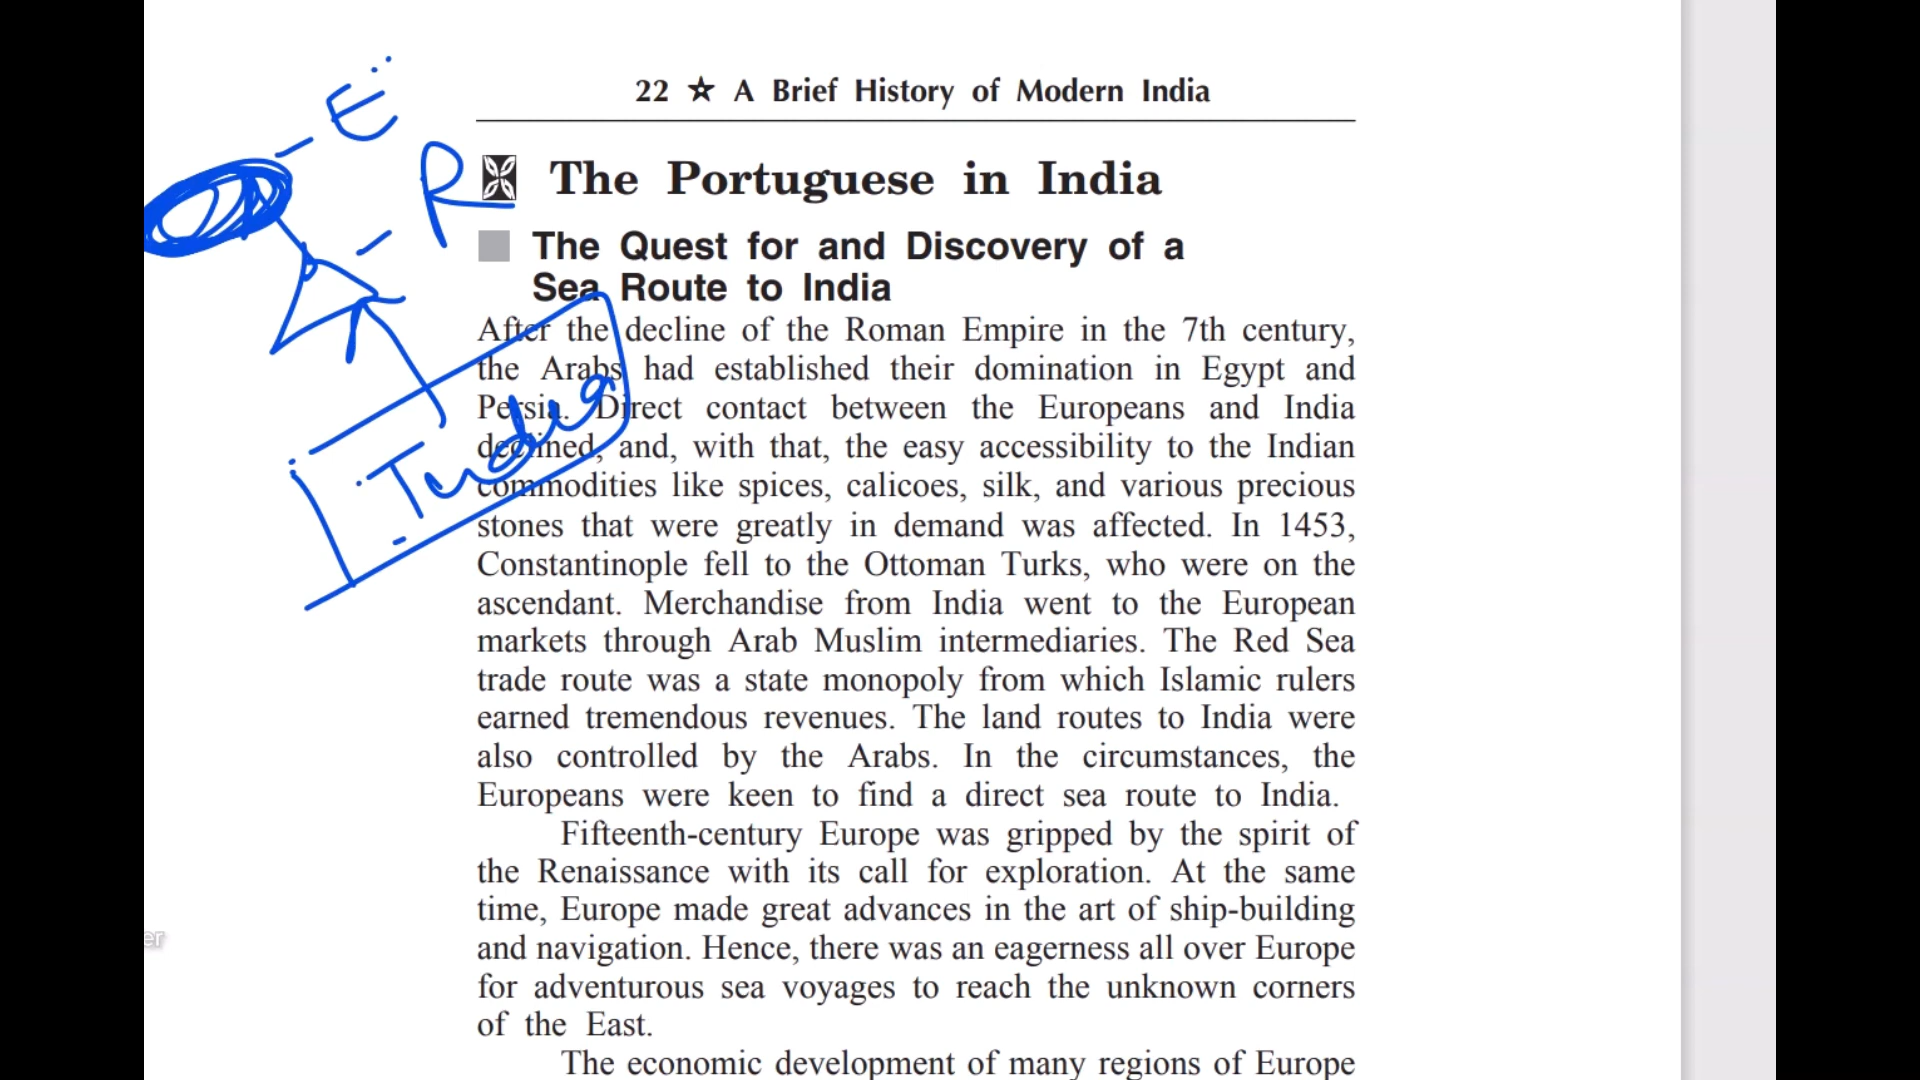 22 ☆ A Brief History of Modern India
E
R
The Portuguese in India
The Quest for and Discovery of a
Sea Route to India
After the decline of the Roman Empire in the 7th century,
the Arabs had established their domination in Egypt and
Persia. Direct contact between the Europeans and India
declined, and, with that, the easy accessibility to the Indian
commodities like spices, calicoes, silk, and various precious
stones that were greatly in demand was affected. In 1453,
Constantinople fell to the Ottoman Turks, who were on the
ascendant. Merchandise from India went to the European
markets through Arab Muslim intermediaries. The Red Sea
trade route was a state monopoly from which Islamic rulers
earned tremendous revenues. The land routes to India were
also controlled by the Arabs. In the circumstances, the
Europeans were keen to find a direct sea route to India.
Fifteenth-century Europe was gripped by the spirit of
the Renaissance with its call for exploration. At the same
time, Europe made great advances in the art of ship-building
and navigation. Hence, there was an eagerness all over Europe
for adventurous sea voyages to reach the unknown corners
of the East.
The economic development of many regions of Europe
India
er